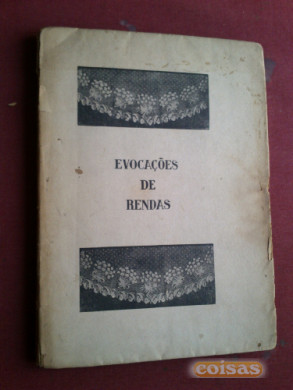 EVOCAÇÕES
DE
RENDAS
coisas